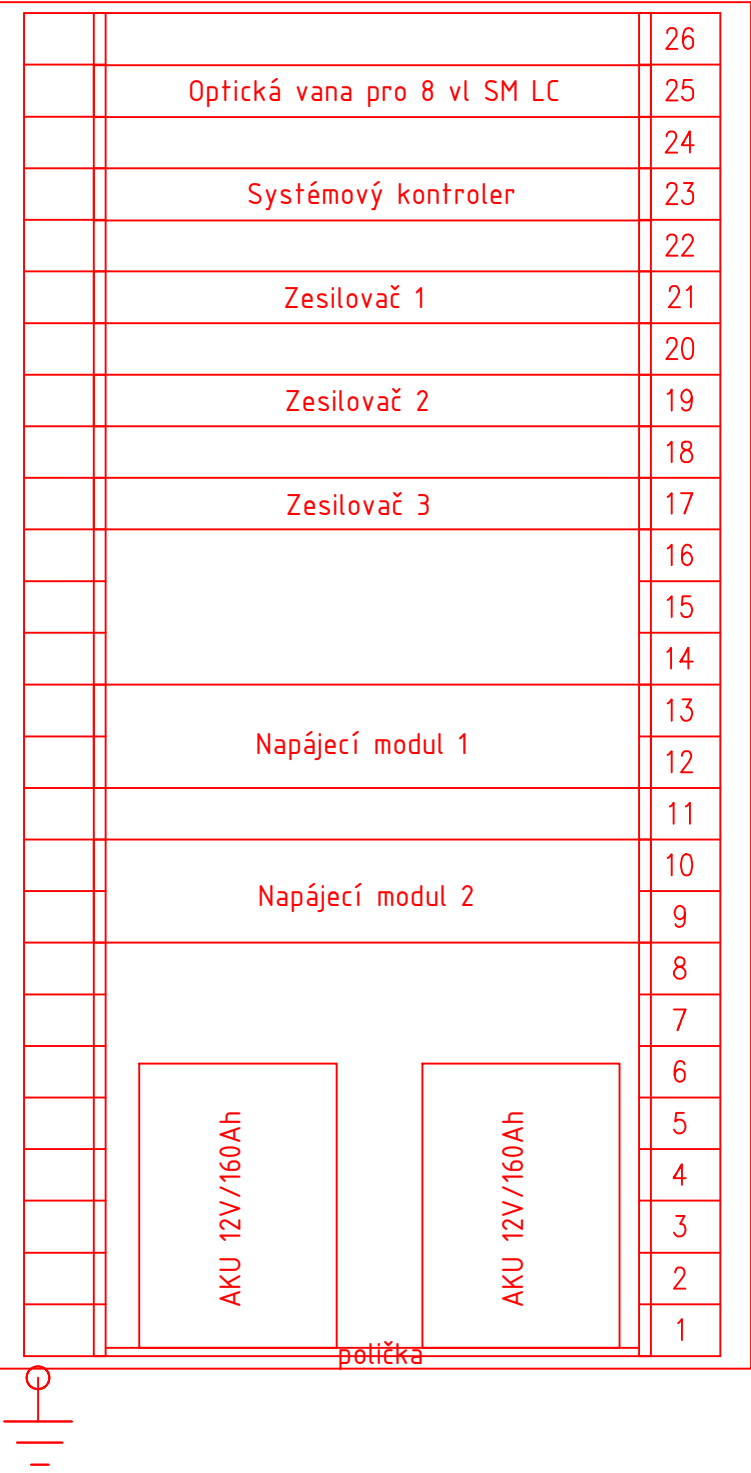 26
Optická vana pro 8 vl SM LC 25
24
Systémový kontroler 23
22
Zesilovač 1 21
20
Zesilovač 2 19
18
Zesilovač 3 17
16
15
14
13
Napájecí modul 1
12
11
10
Napájecí modul 2
9
8
7
6
5
4
3
2
1
AKU 12V/160Ah
AKU 12V/160Ah
polička